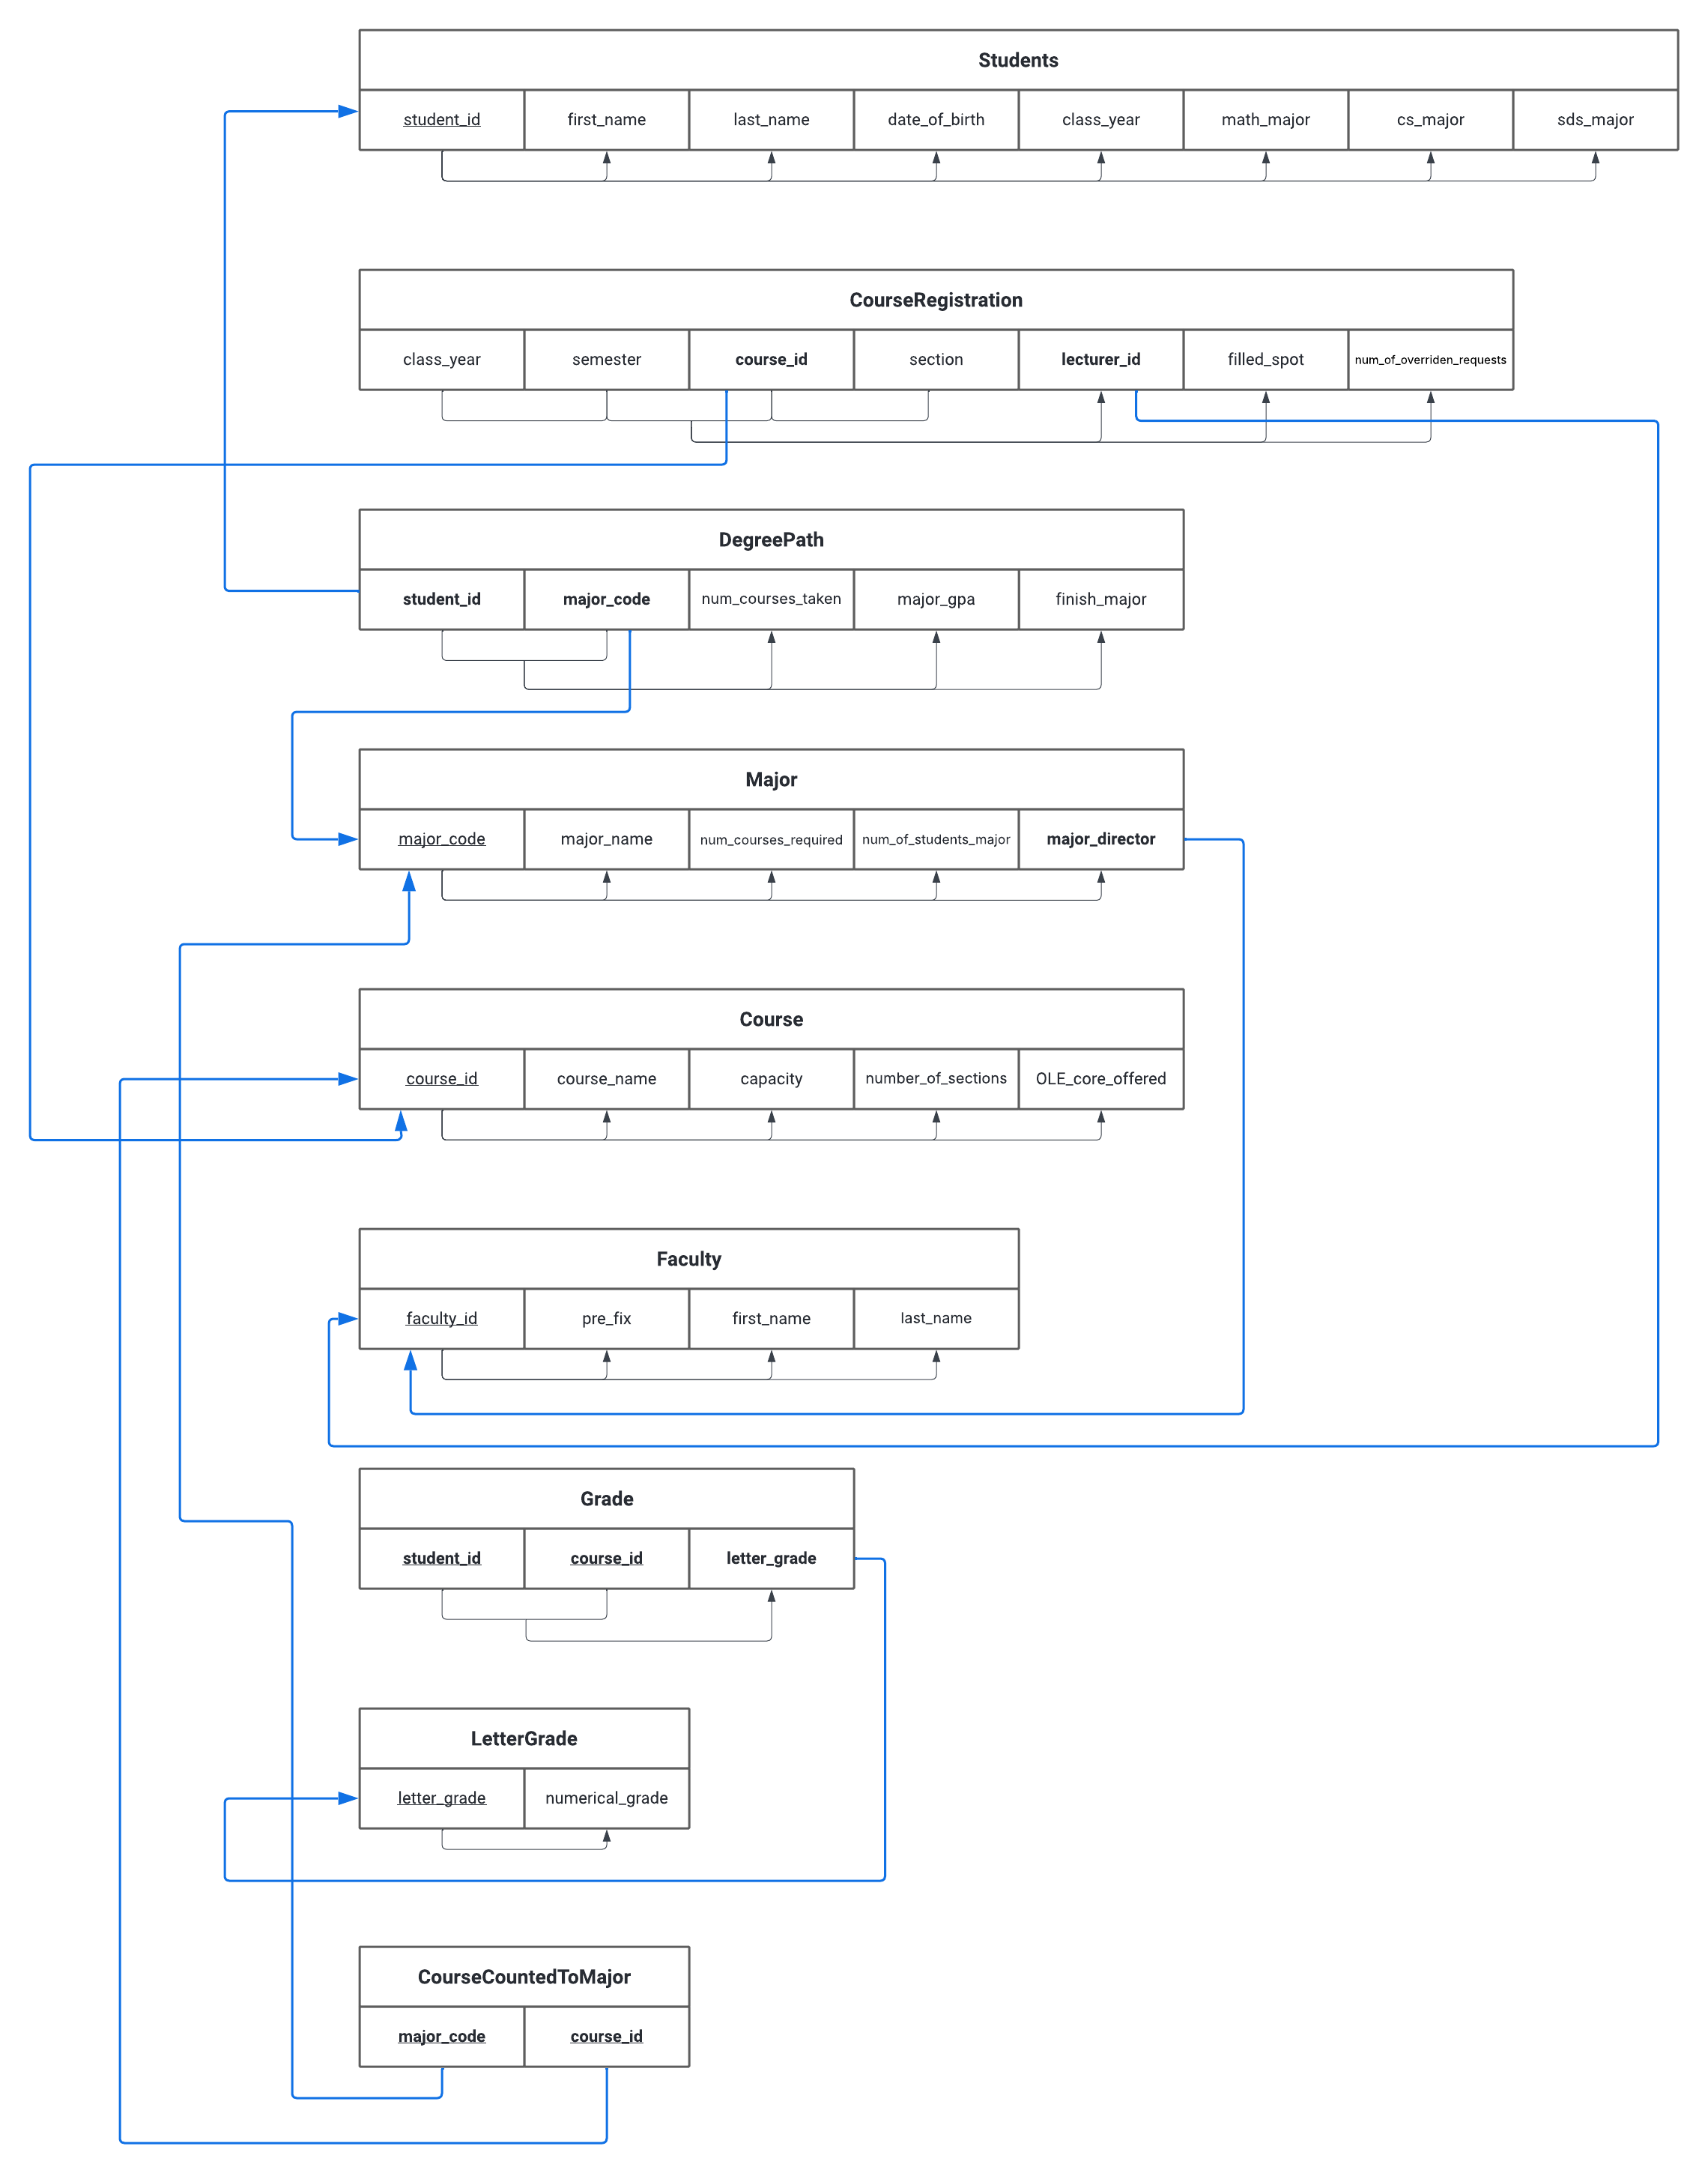 Students
student_id first_name last_name date_of_birth class_year math_major cs_major sds_major
CourseRegistration
class_year semester course_id section lecturer_id filled_spot num_of_overriden_requests
DegreePath
student_id major_code num_courses_taken major_gpa finish_major
Major
major_code major_name num_courses_required num_of_students_major major_director
Course
course_id course_name capacity number_of_sections OLE_core_offered
Faculty
faculty_id pre_fix first_name last_name
Grade
student_id course_id letter_grade
LetterGrade
letter_grade numerical_grade
CourseCountedToMajor
major_code course_id